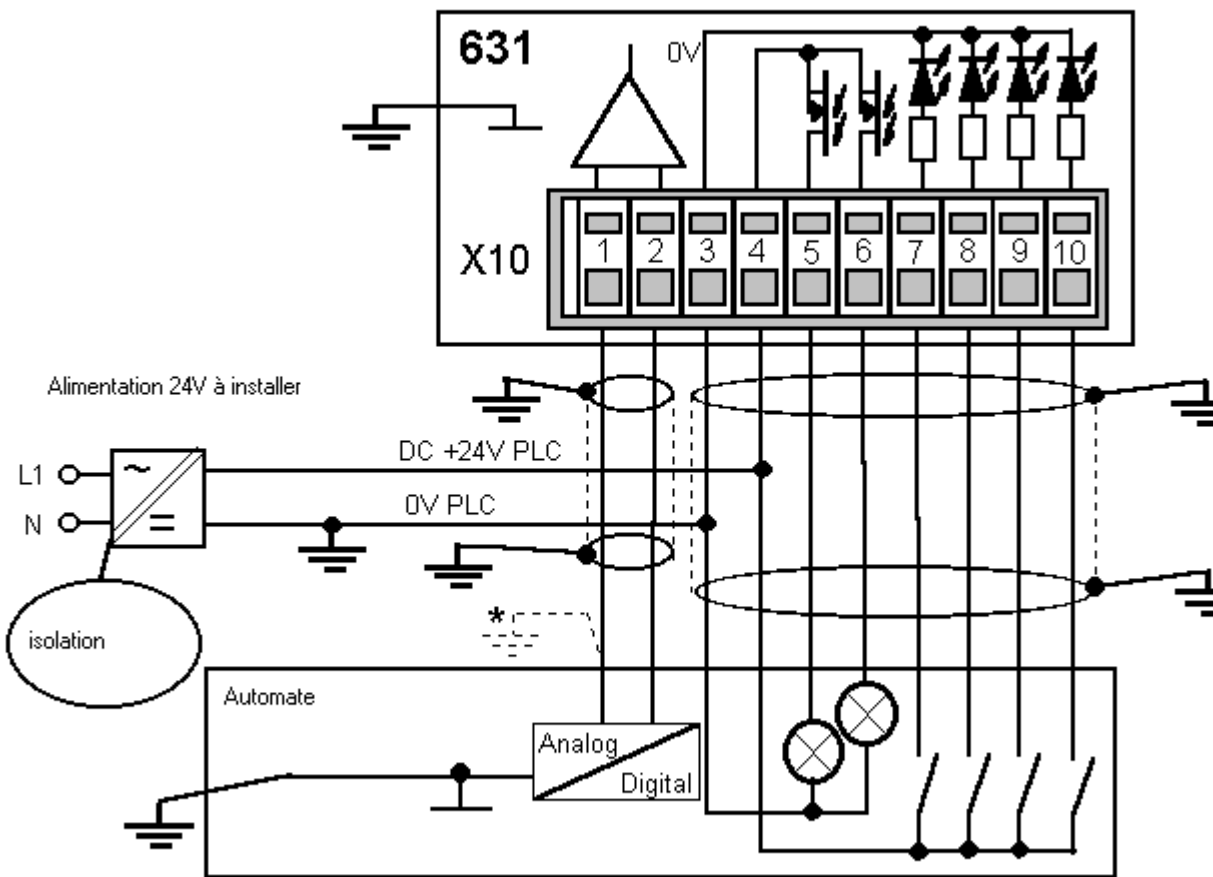 631
0V
X10
1 2 3 4 5 6 7 8 9 10
Alimentation 24V à installer
DC +24V PLC
L1
~
0V PLC
N
=
isolation
*
Automate
Analog
Digital